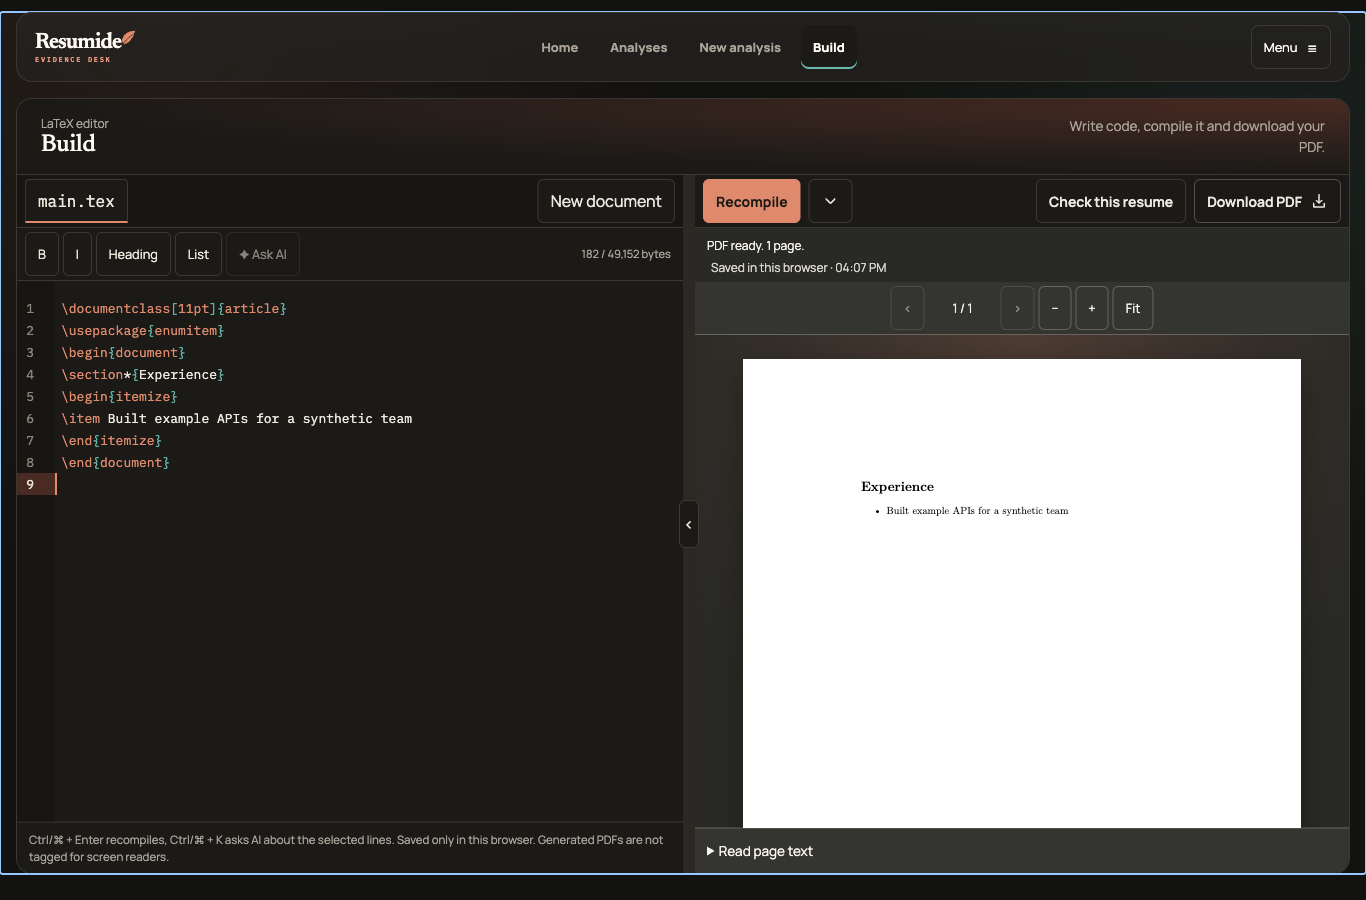 Resumide
EVIDENCE DESK
Home
Analyses
New analysis
Build
Menu
LaTeX editor
Build
Write code, compile it and download your
PDF.
main.tex
New document
B
I
Heading
List
Ask AI
182 / 49,152 bytes
1 \documentclass[11pt]{article}
2 \usepackage{enumitem}
3 \begin{document}
4 \section*{Experience}
5 \begin{itemize}
6 \item Built example APIs for a synthetic team
7 \end{itemize}
8 \end{document}
9
Ctrl/⌘ + Enter recompiles, Ctrl/⌘ + K asks AI about the selected lines. Saved only in this browser. Generated PDFs are not
tagged for screen readers.
Recompile
Check this resume
Download PDF
PDF ready. 1 page.
Saved in this browser · 04:07 PM
‹
1 / 1
›
−
+
Fit
Experience
• Built example APIs for a synthetic team
Read page text